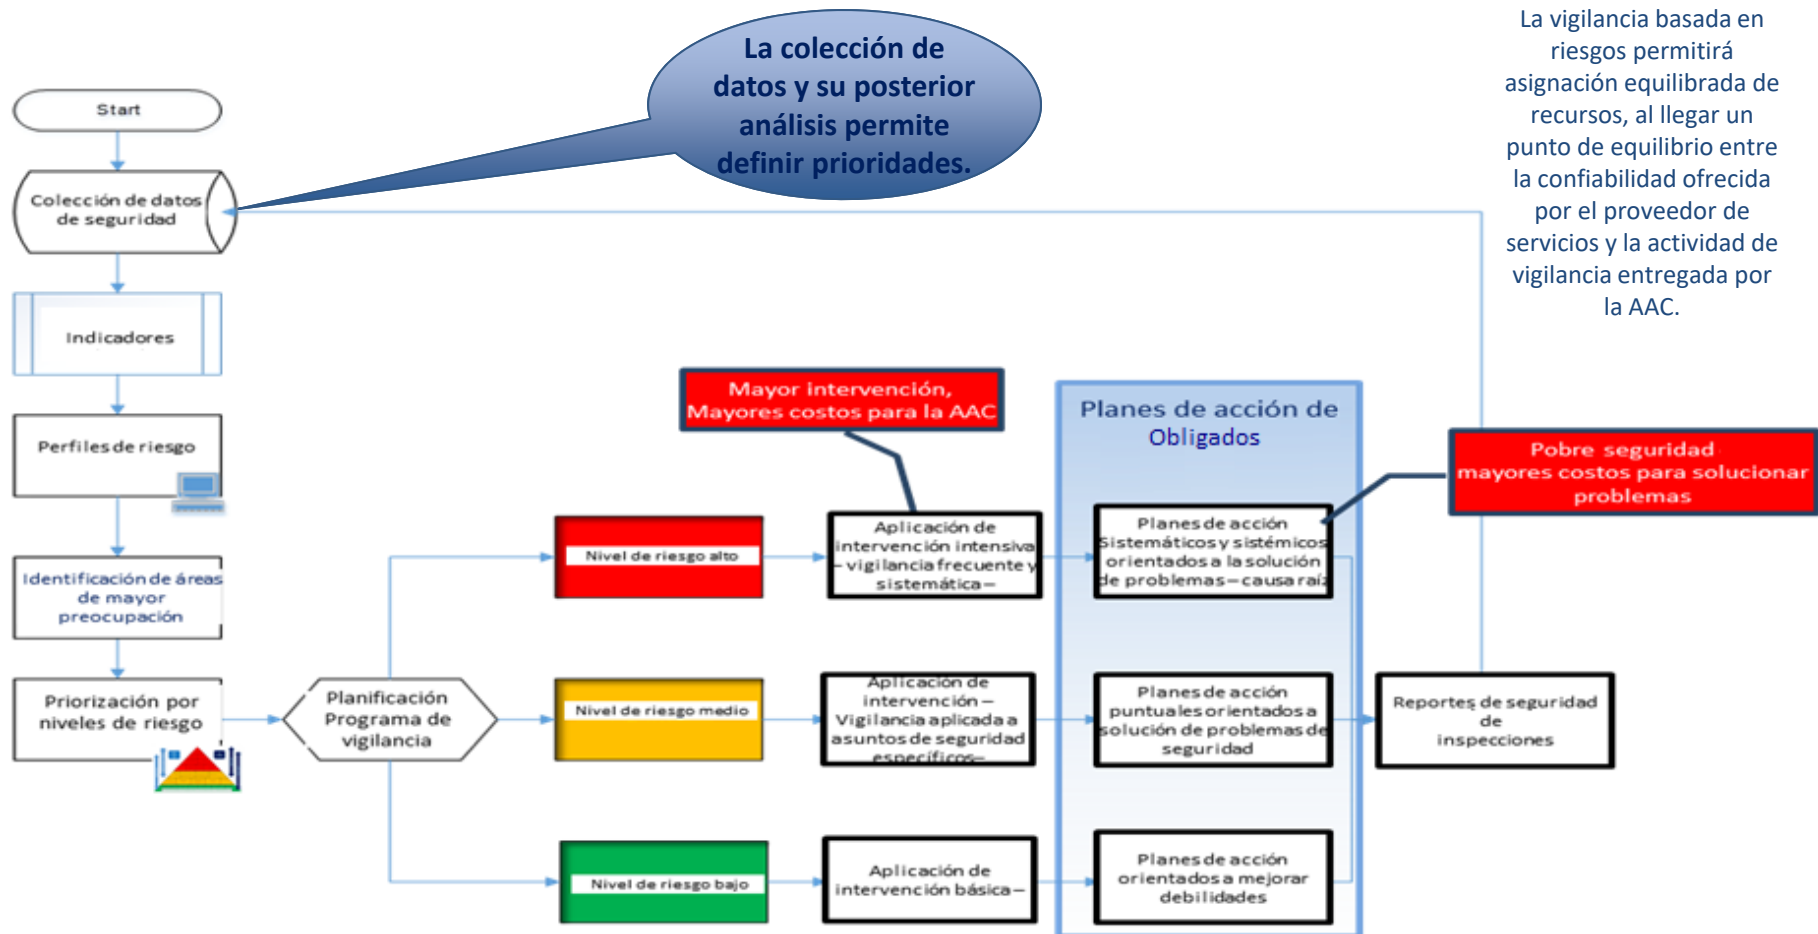 La colección de
datos y su posterior
análisis permite
definir prioridades.
La vigilancia basada en
riesgos permitirá
asignación equilibrada de
recursos, al llegar un
punto de equilibrio entre
la confiabilidad ofrecida
por el proveedor de
servicios y la actividad de
vigilancia entregada por
la AAC.
Start
Colección de datos
de seguridad
Indicadores
Perfiles de riesgo
Identificación de áreas
de mayor
preocupación
Priorización por
niveles de riesgo
Planificación
Programa de
vigilancia
Mayor intervención,
Mayores costos para la AAC
Planes de acción de
Obligados
Pobre seguridad
mayores costos para solucionar
problemas
Nivel de riesgo alto
Aplicación de
intervención intensiva
– vigilancia frecuente y
sistemática –
Planes de acción
Sistemáticos y sistémicos
orientados a la solución
de problemas – causa raíz
Nivel de riesgo medio
Aplicación de
intervención –
Vigilancia aplicada a
asuntos de seguridad
específicos–
Planes de acción
puntuales orientados a
solución de problemas de
seguridad
Reportes de seguridad
de
inspecciones
Nivel de riesgo bajo
Aplicación de
intervención básica –
Planes de acción
orientados a mejorar
debilidades